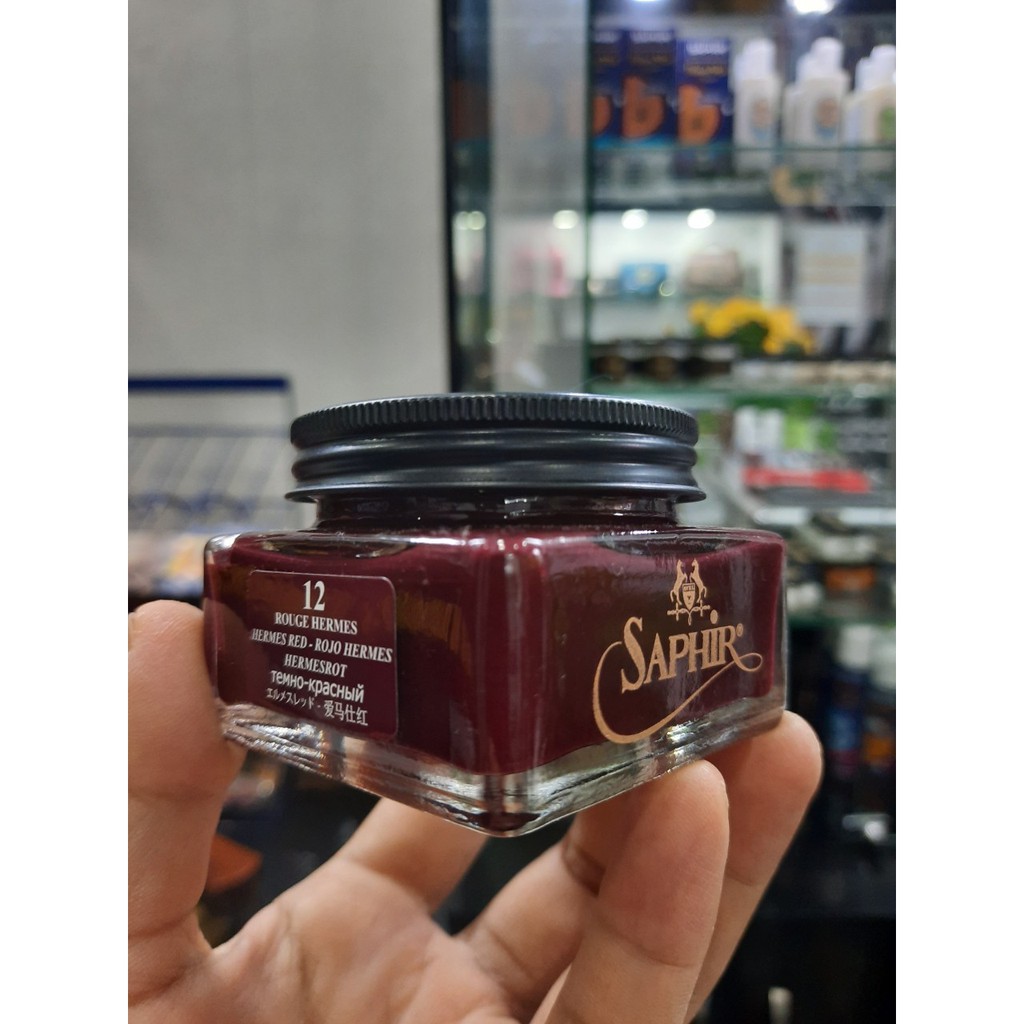 12
ROUGE HERMES
HERMES RED - ROJO HERMES
HERMESROT
темно-красный
エルメスレッド - 爱马仕红
SAPHIR